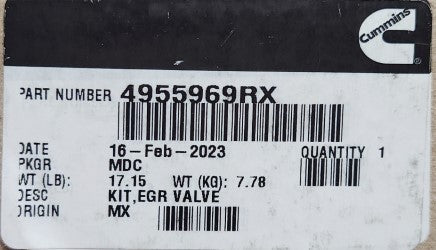 Cummins
PART NUMBER 4955969RX
DATE 16-Feb-2023 QUANTITY 1
PKGR MDC
WT (LB): 17.15 WT (KG): 7.78
DESC KIT,EGR VALVE
ORIGIN MX